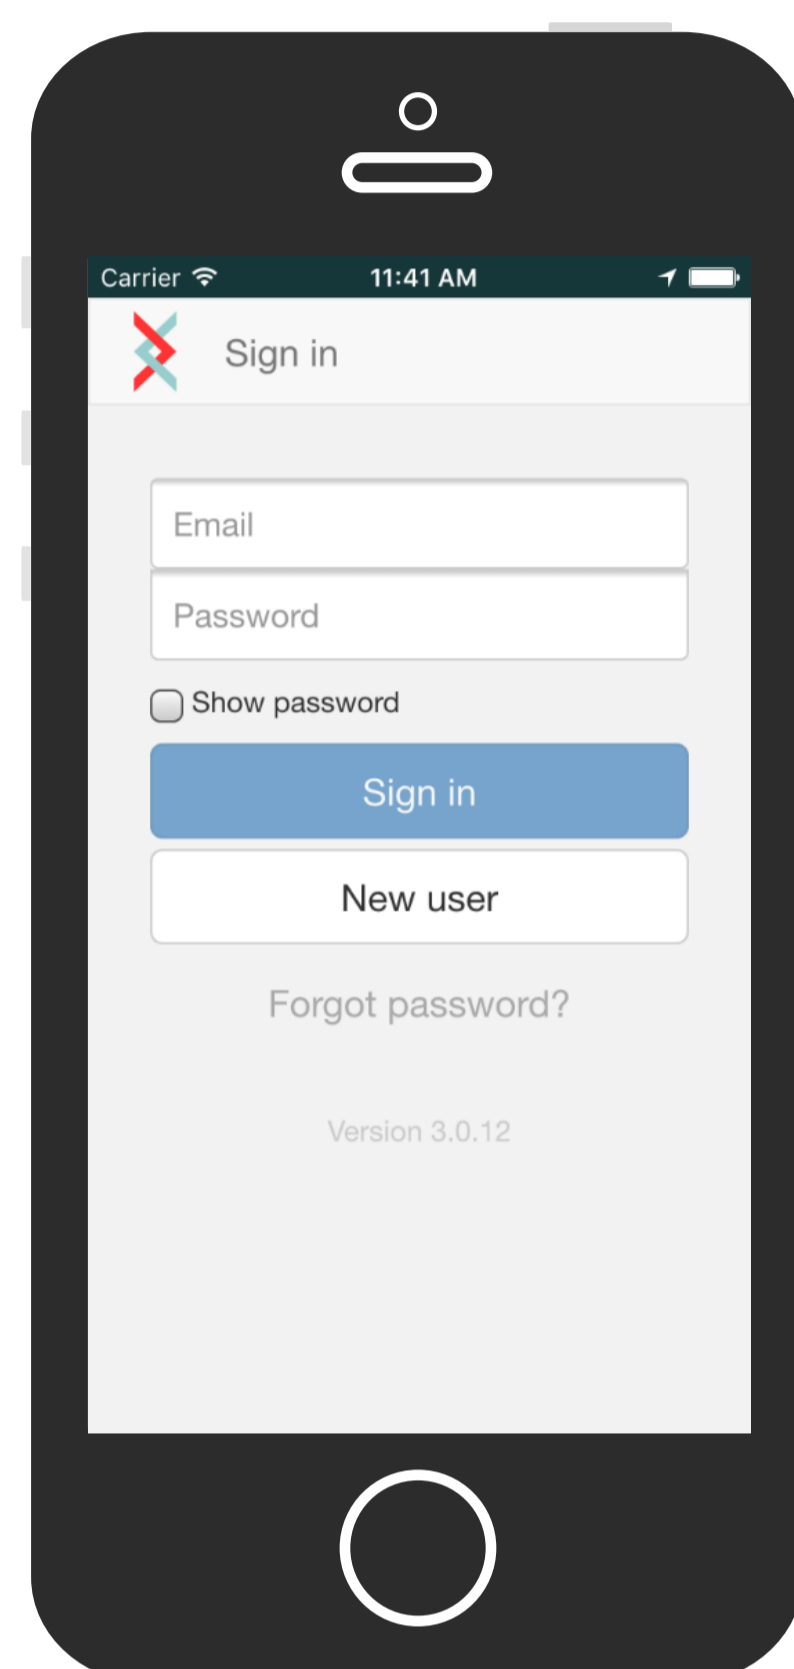 Carrier 11:41 AM
Sign in
Email
Password
Show password
Sign in
New user
Forgot password?
Version 3.0.12